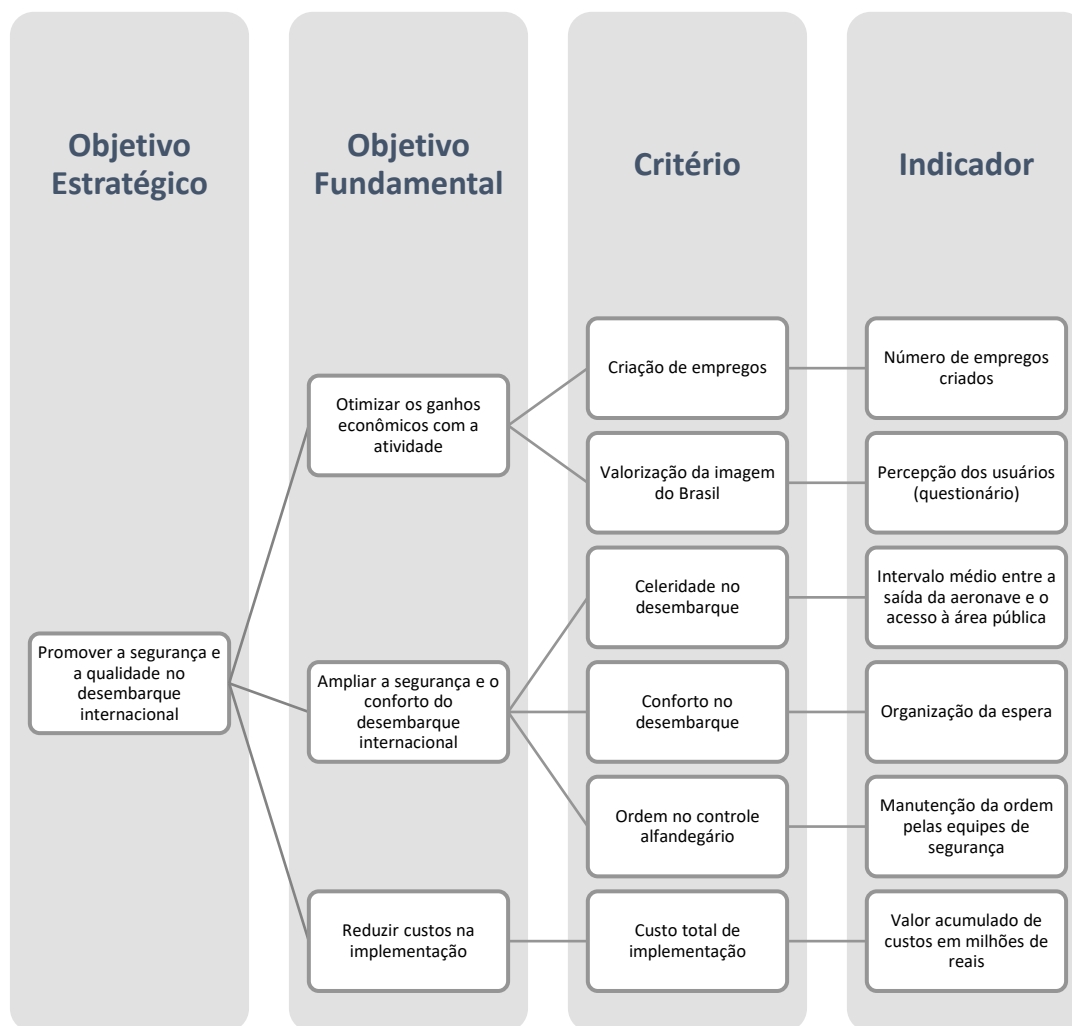 Objetivo
Estratégico
Objetivo
Fundamental
Critério
Indicador
Promover a segurança e
a qualidade no
desembarque
internacional
Otimizar os ganhos
econômicos com a
atividade
Criação de empregos
Número de empregos
criados
Valorização da imagem
do Brasil
Percepção dos usuários
(questionário)
Ampliar a segurança e o
conforto do
desembarque
internacional
Celeridade no
desembarque
Intervalo médio entre a
saída da aeronave e o
acesso à área pública
Conforto no
desembarque
Organização da espera
Ordem no controle
alfandegário
Manutenção da ordem
pelas equipes de
segurança
Reduzir custos na
implementação
Custo total de
implementação
Valor acumulado de
custos em milhões de
reais